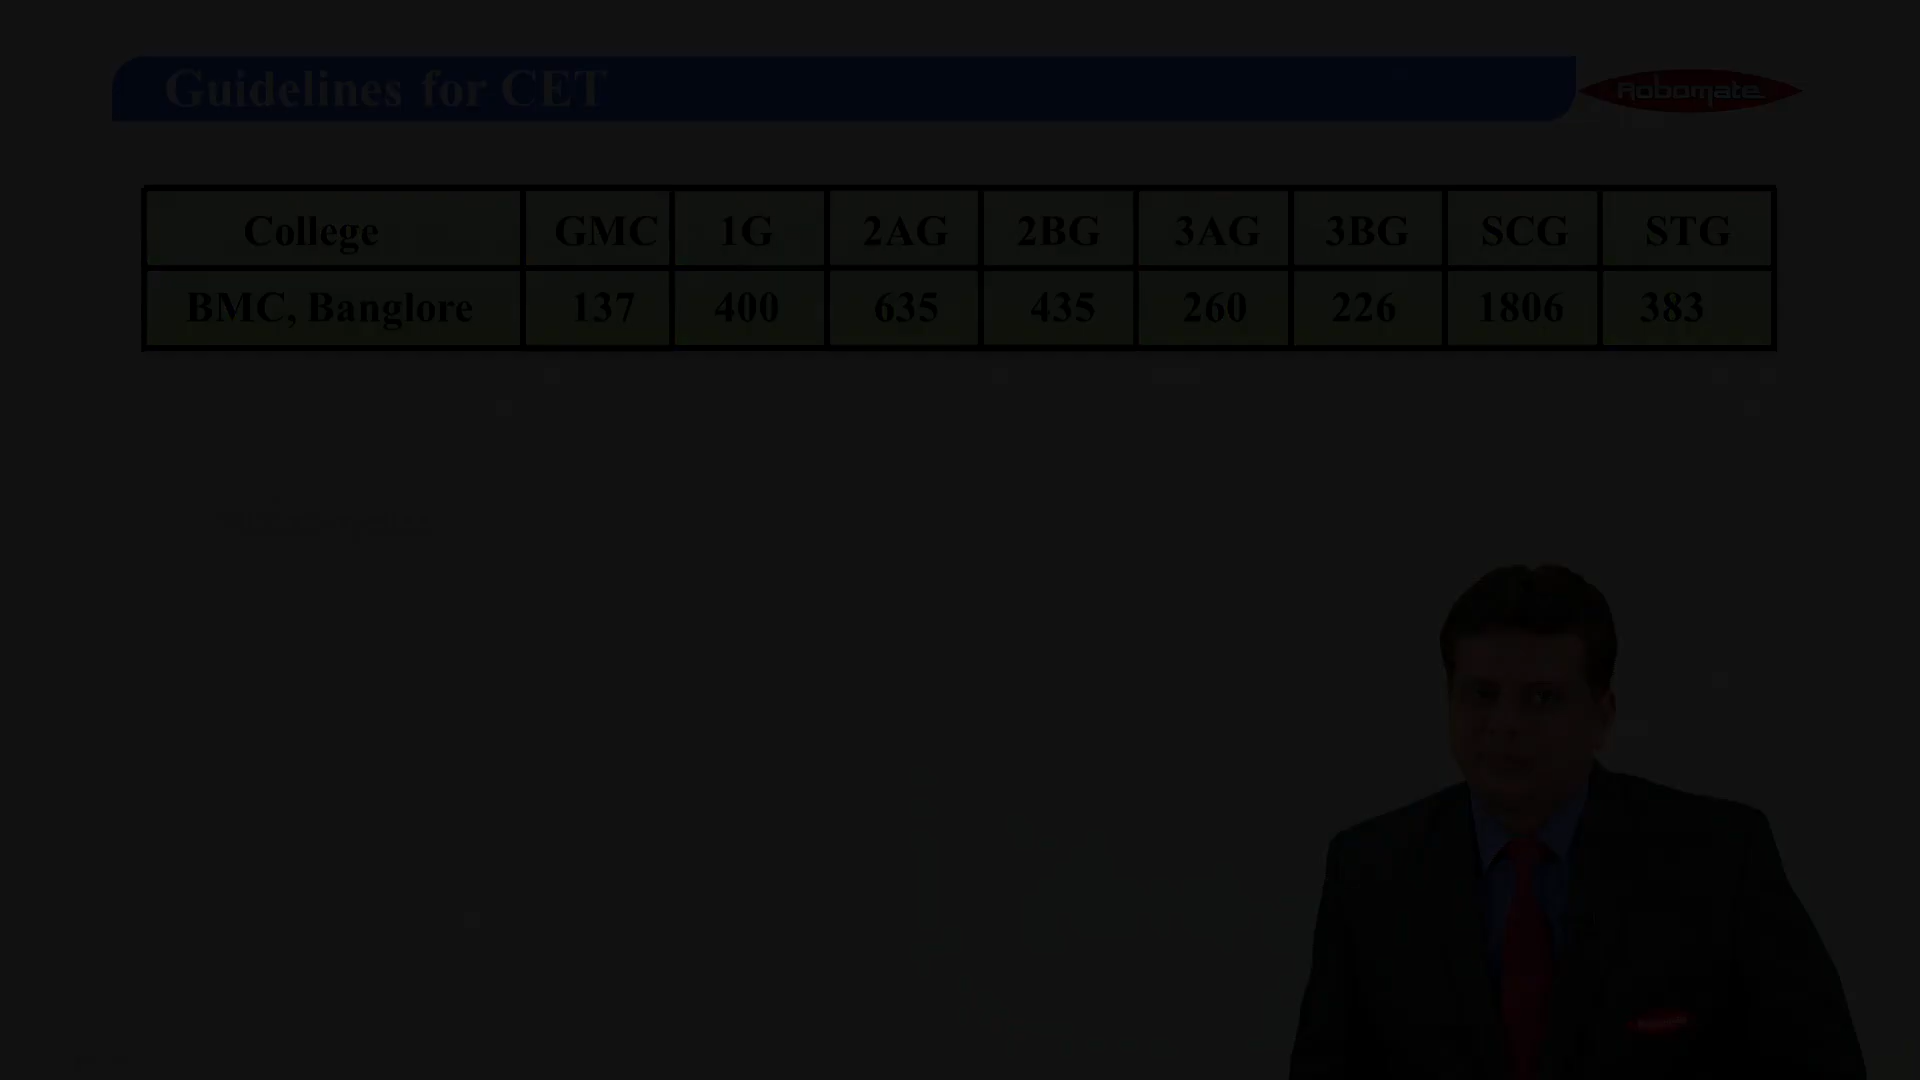 Guidelines for CET
Robomate
College GMC 1G 2AG 2BG 3AG 3BG SCG STG
BMC, Banglore 137 400 635 435 260 226 1806 383